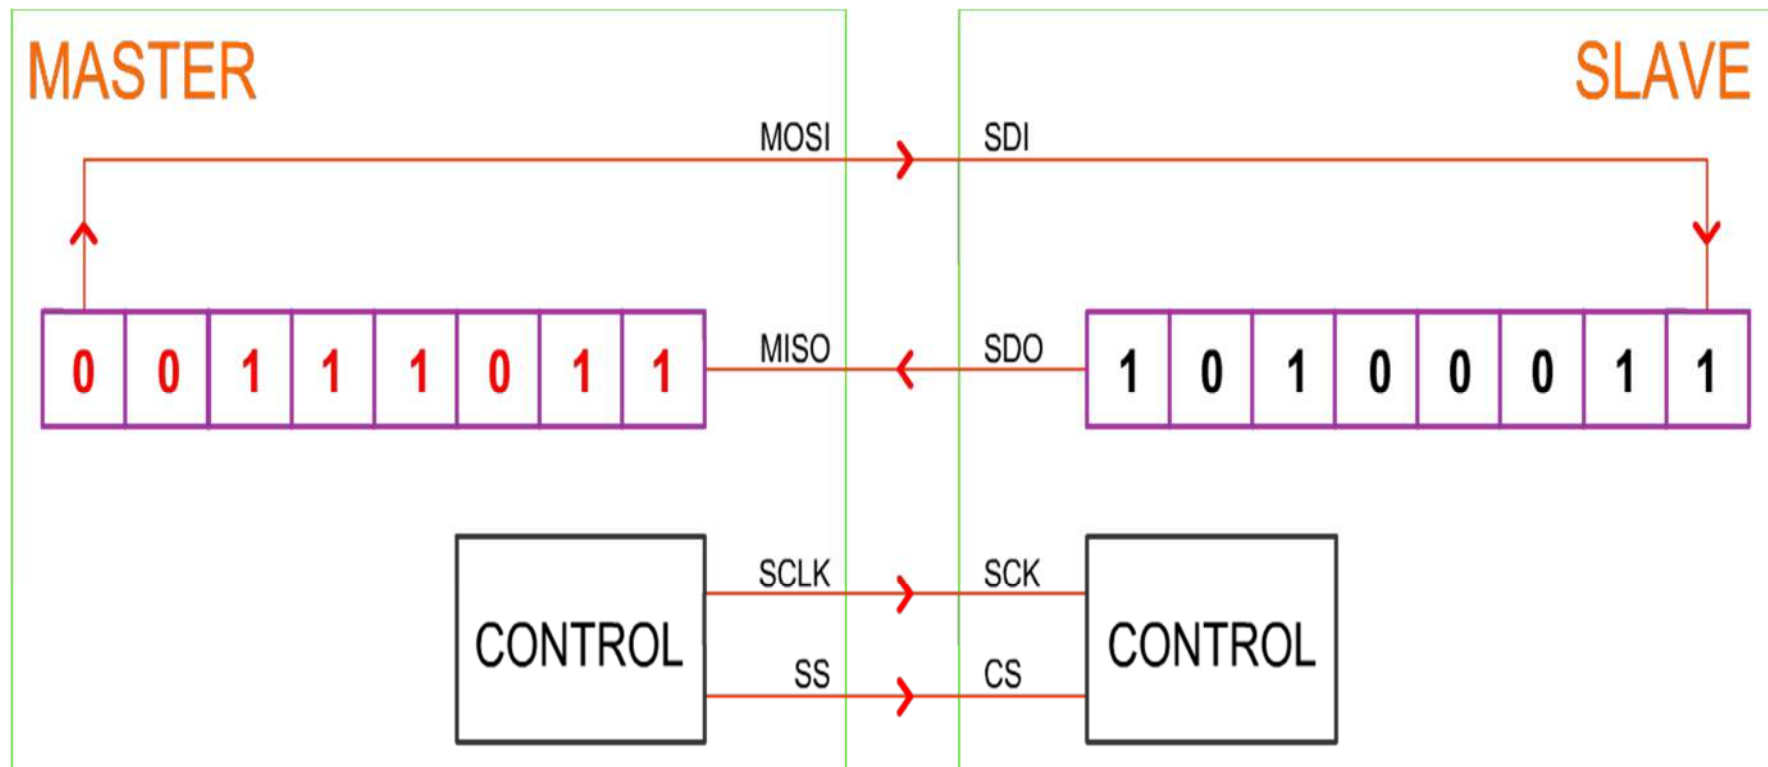 MASTER SLAVE
MOSI SDI
MISO SDO
0 0 1 1 1 0 1 1
1 0 1 0 0 0 1 1
SCLK SCK
CONTROL CONTROL
SS CS